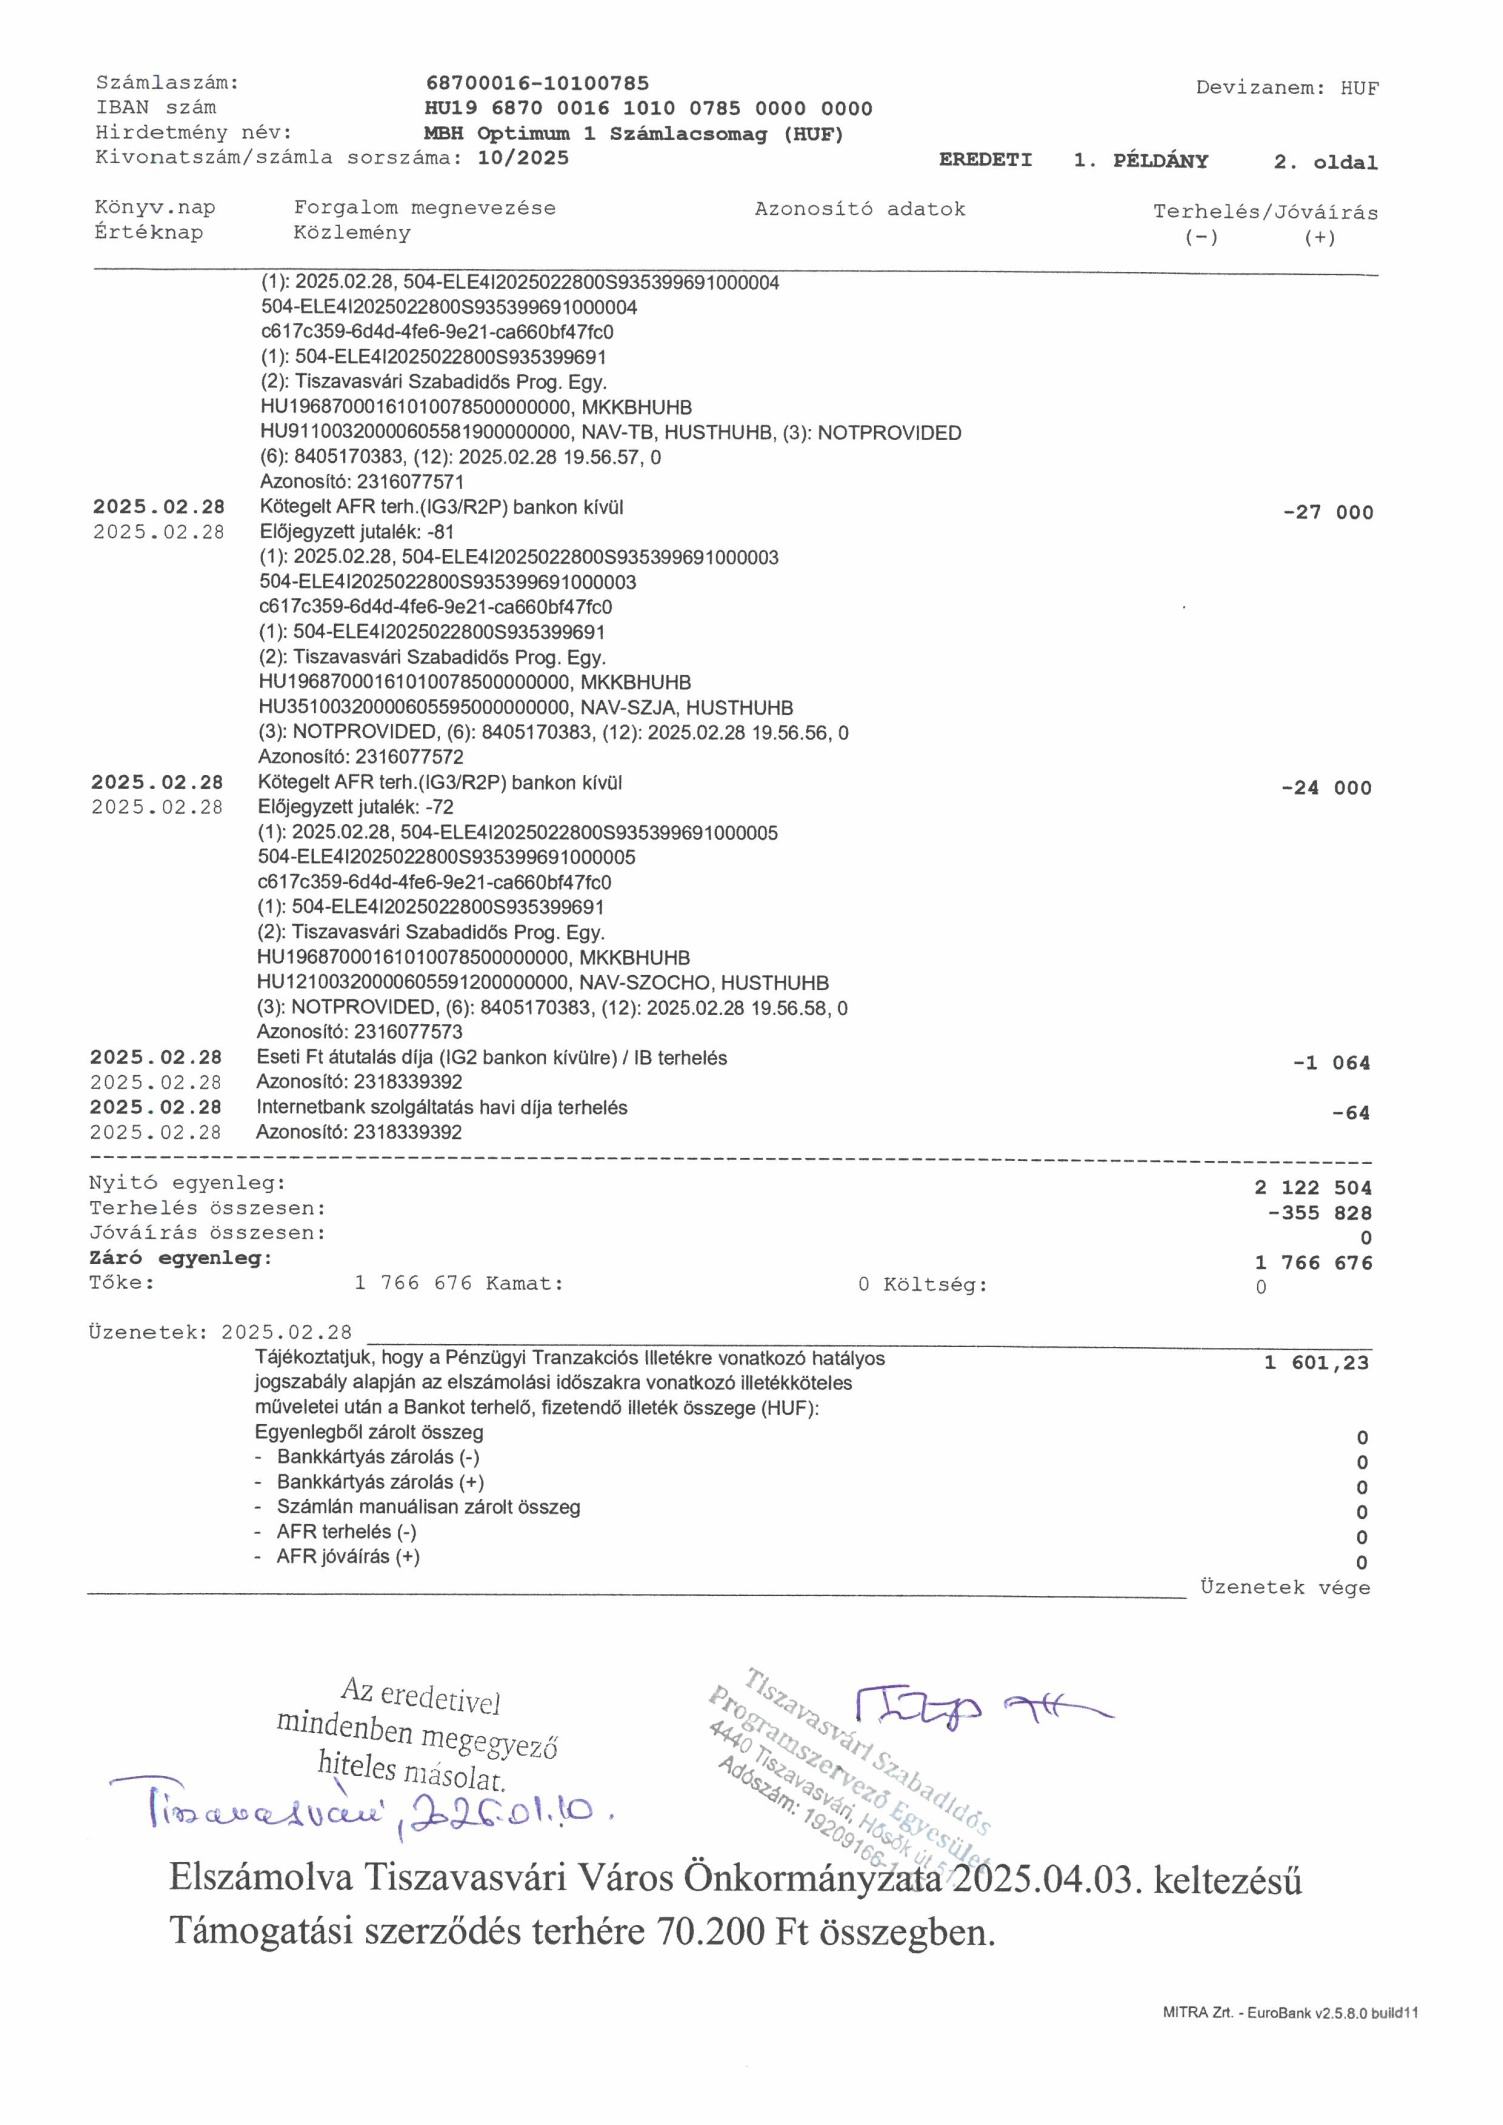 Számlaszám: 68700016-10100785 Devizanem: HUF
IBAN szám HU19 6870 0016 1010 0785 0000 0000
Hirdetmény név: MBH Optimum 1 Számlacsomag (HUF)
Kivonatszám/számla sorszáma: 10/2025 EREDETI 1. PÉLDÁNY 2. oldal
Könyv.nap Forgalom megnevezése Azonosító adatok Terhelés/Jóváírás
Értéknap Közlemény (-) (+)
(1): 2025.02.28, 504-ELE4I2025022800S935399691000004
504-ELE4I2025022800S935399691000004
c617c359-6d4d-4fe6-9e21-ca660bf47fc0
(1): 504-ELE4I2025022800S935399691
(2): Tiszavasvári Szabadidős Prog. Egy.
HU19687000161010078500000000, MKKBHUHB
HU91100320000605581900000000, NAV-TB, HUSTHUHB, (3): NOTPROVIDED
(6): 8405170383, (12): 2025.02.28 19.56.57, 0
Azonosító: 2316077571
2025.02.28 Kötegelt AFR terh.(IG3/R2P) bankon kívül -27 000
2025.02.28 Előjegyzett jutalék: -81
(1): 2025.02.28, 504-ELE4I2025022800S935399691000003
504-ELE4I2025022800S935399691000003
c617c359-6d4d-4fe6-9e21-ca660bf47fc0
(1): 504-ELE4I2025022800S935399691
(2): Tiszavasvári Szabadidős Prog. Egy.
HU19687000161010078500000000, MKKBHUHB
HU35100320000605595000000000, NAV-SZJA, HUSTHUHB
(3): NOTPROVIDED, (6): 8405170383, (12): 2025.02.28 19.56.56, 0
Azonosító: 2316077572
2025.02.28 Kötegelt AFR terh.(IG3/R2P) bankon kívül -24 000
2025.02.28 Előjegyzett jutalék: -72
(1): 2025.02.28, 504-ELE4I2025022800S935399691000005
504-ELE4I2025022800S935399691000005
c617c359-6d4d-4fe6-9e21-ca660bf47fc0
(1): 504-ELE4I2025022800S935399691
(2): Tiszavasvári Szabadidős Prog. Egy.
HU19687000161010078500000000, MKKBHUHB
HU12100320000605591200000000, NAV-SZOCHO, HUSTHUHB
(3): NOTPROVIDED, (6): 8405170383, (12): 2025.02.28 19.56.58, 0
Azonosító: 2316077573
2025.02.28 Eseti Ft átutalás díja (IG2 bankon kívülre) / IB terhelés -1 064
2025.02.28 Azonosító: 2318339392
2025.02.28 Internetbank szolgáltatás havi díja terhelés -64
2025.02.28 Azonosító: 2318339392
Nyitó egyenleg: 2 122 504
Terhelés összesen: -355 828
Jóváírás összesen: 0
Záró egyenleg: 1 766 676
Tőke: 1 766 676 Kamat: 0 Költség: 0
Üzenetek: 2025.02.28
Tájékoztatjuk, hogy a Pénzügyi Tranzakciós Illetékre vonatkozó hatályos 1 601,23
jogszabály alapján az elszámolási időszakra vonatkozó illetékköteles
műveletei után a Bankot terhelő, fizetendő illeték összege (HUF):
Egyenlegből zárolt összeg 0
- Bankkártyás zárolás (-) 0
- Bankkártyás zárolás (+) 0
- Számlán manuálisan zárolt összeg 0
- AFR terhelés (-) 0
- AFR jóváírás (+) 0
Üzenetek vége
Az eredetivel
mindenben megegyező
hiteles másolat.
Tiszavasvári, 2026.01.10.
Tiszavasvári Szabadidős
Programszervező Egyesület
4440 Tiszavasvári, Hősök út 51.
Adószám: 19209166-
Elszámolva Tiszavasvári Város Önkormányzata 2025.04.03. keltezésű
Támogatási szerződés terhére 70.200 Ft összegben.
MITRA Zrt. - EuroBank v2.5.8.0 build11